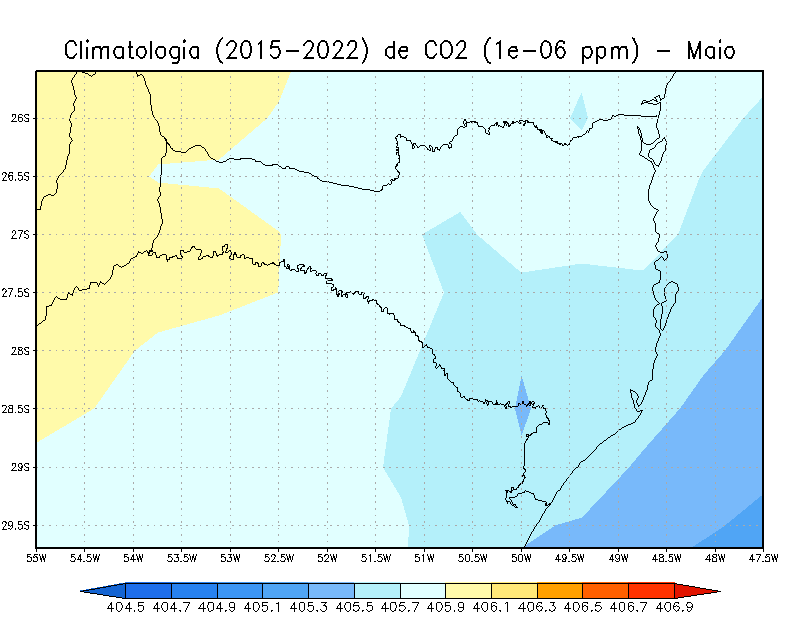 Climatologia (2015-2022) de CO2 (1e-06 ppm) - Maio
26S
26.5S
27S
27.5S
28S
28.5S
29S
29.5S
55W 54.5W 54W 53.5W 53W 52.5W 52W 51.5W 51W 50.5W 50W 49.5W 49W 48.5W 48W 47.5W
404.5 404.7 404.9 405.1 405.3 405.5 405.7 405.9 406.1 406.3 406.5 406.7 406.9